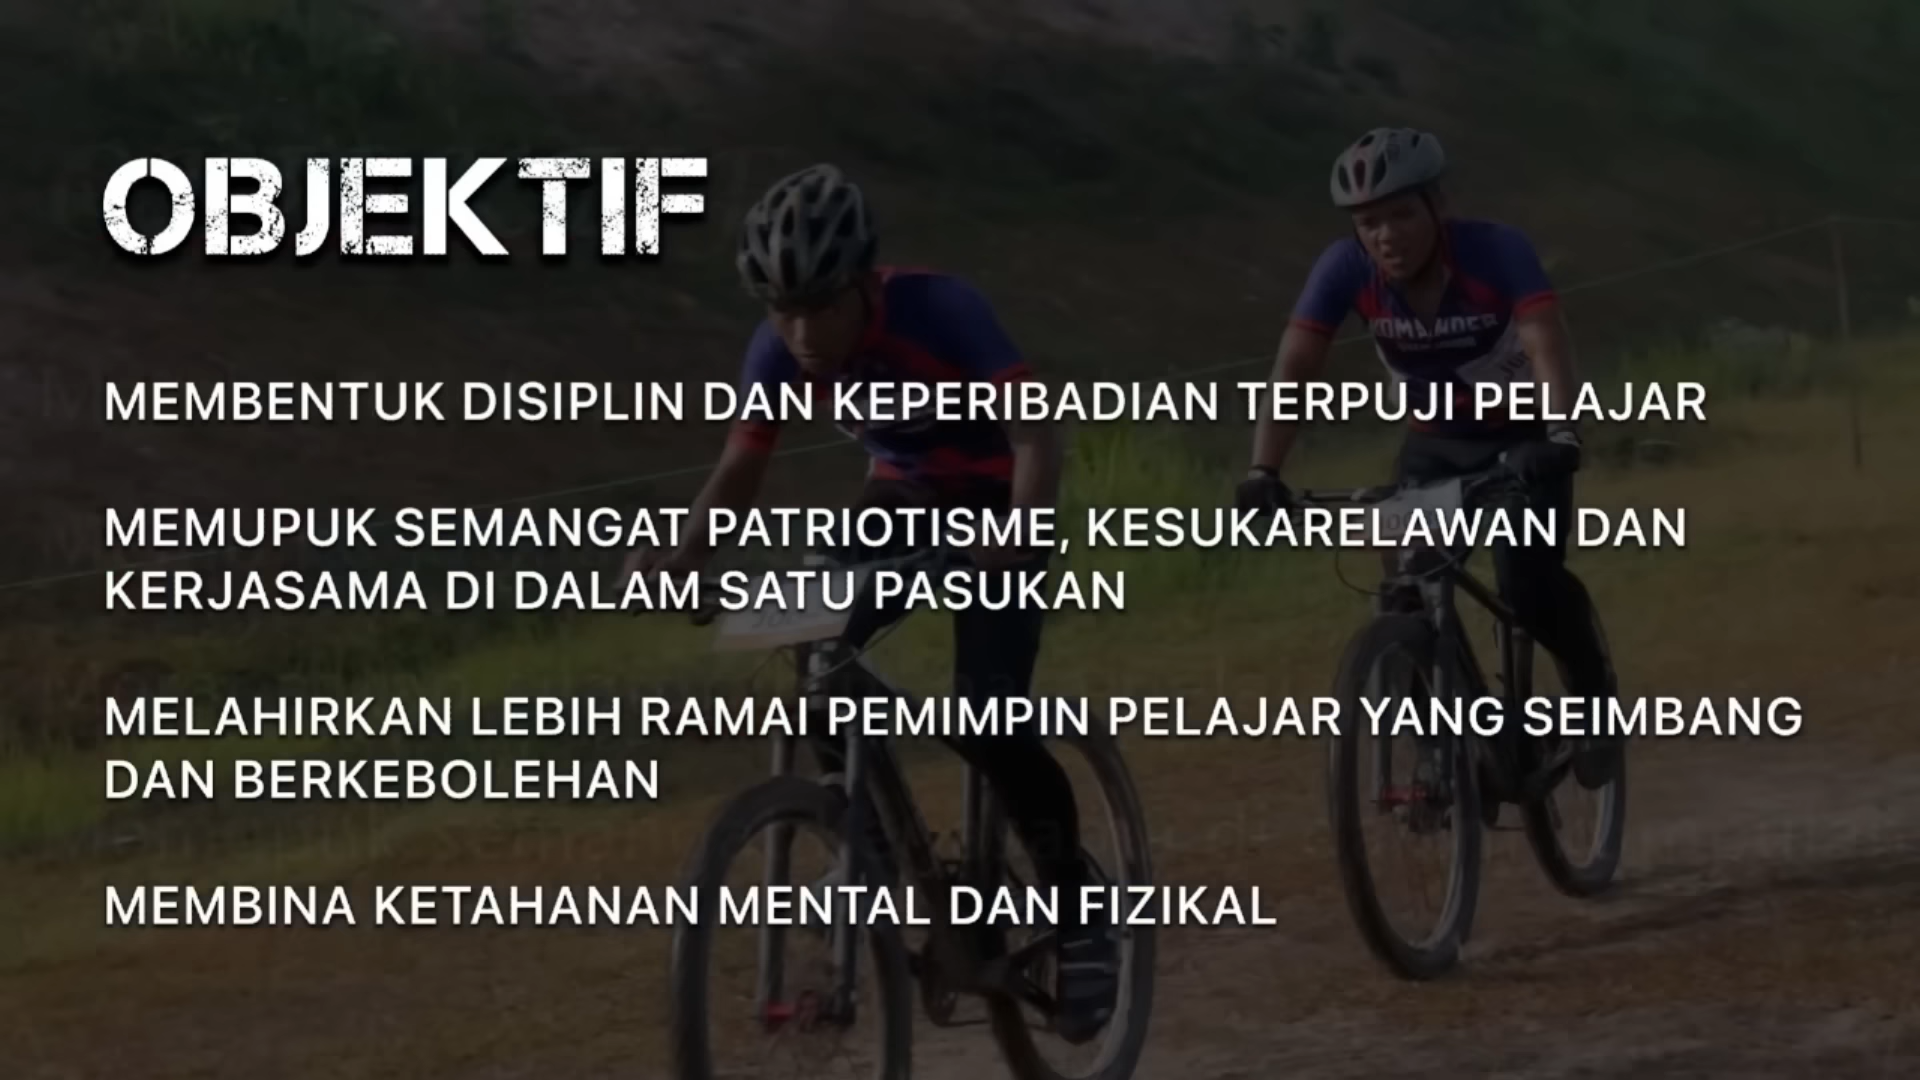 OBJEKTIF
MEMBENTUK DISIPLIN DAN KEPERIBADIAN TERPUJI PELAJAR
MEMUPUK SEMANGAT PATRIOTISME, KESUKARELAWAN DAN
KERJASAMA DI DALAM SATU PASUKAN
MELAHIRKAN LEBIH RAMAI PEMIMPIN PELAJAR YANG SEIMBANG
DAN BERKEBOLEHAN
MEMBINA KETAHANAN MENTAL DAN FIZIKAL
KOMANDER